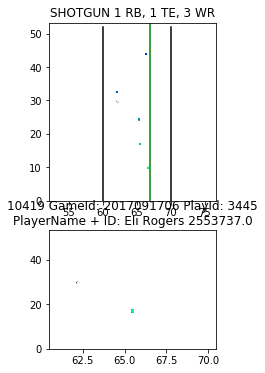 SHOTGUN 1 RB, 1 TE, 3 WR
50
40
30
20
10
0
55 60 65 70 75
10419 GameId: 2017091706 PlayId: 3445
PlayerName + ID: Eli Rogers 2553737.0
40
20
0
62.5 65.0 67.5 70.0